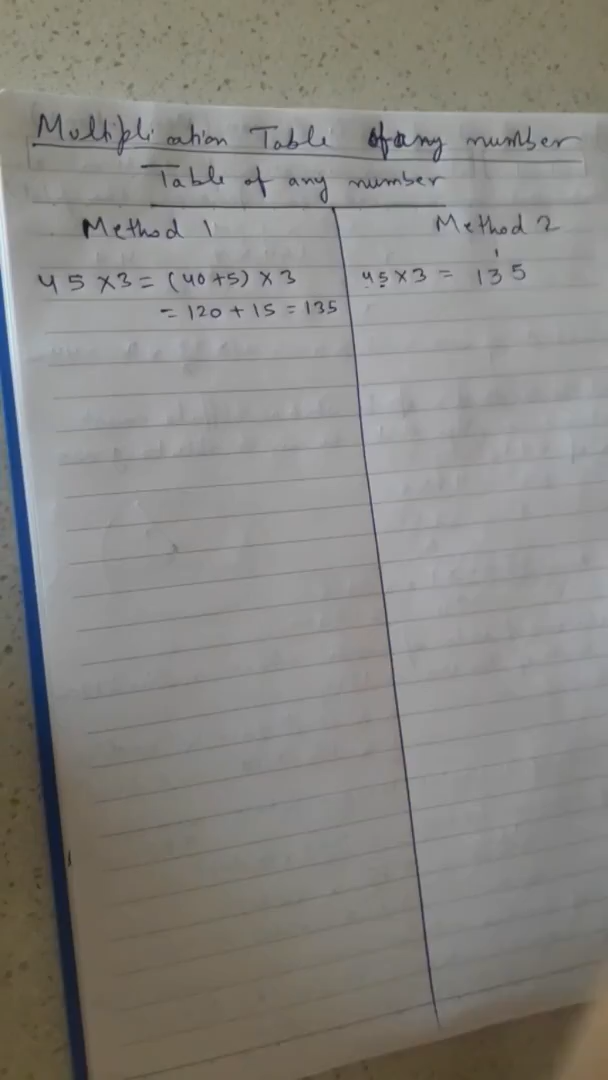 Multiplication Table of any number
Table of any number
Method 1
45 × 3 = (40 + 5) × 3
= 120 + 15 = 135
Method 2
1
45 × 3 = 135